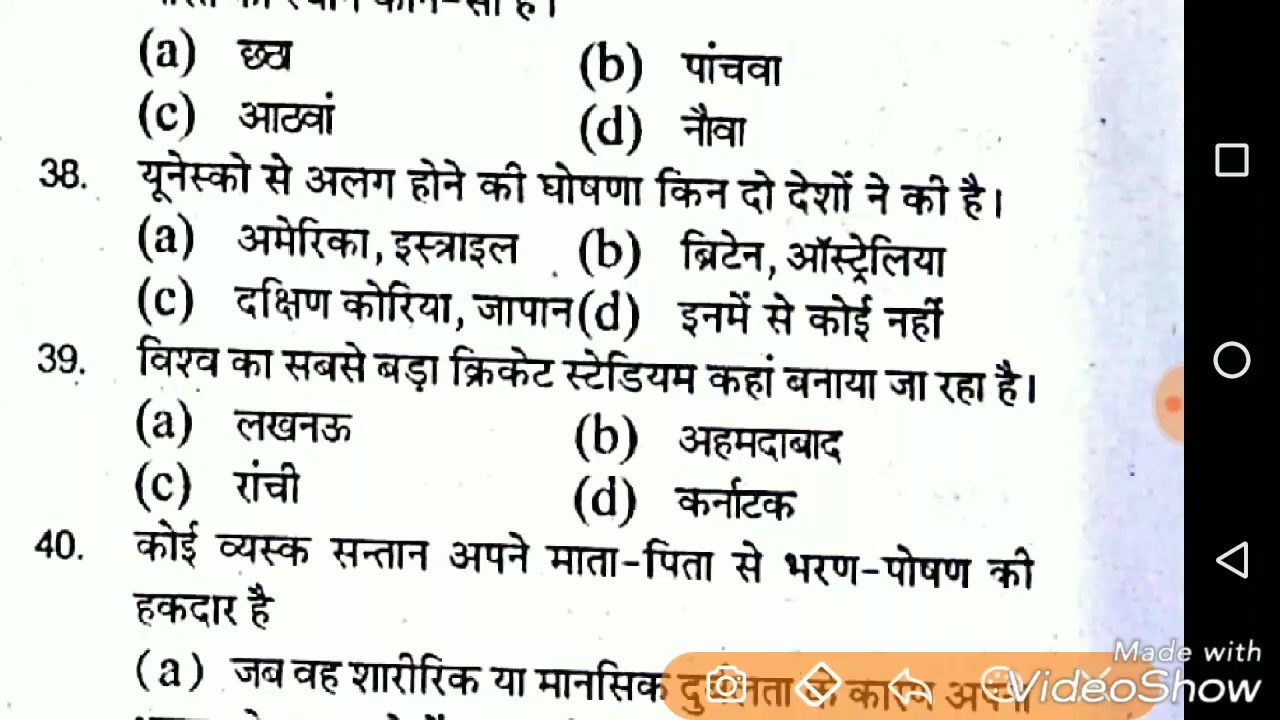 (a) छठा (b) पांचवा
(c) आठवां (d) नौवा
38. यूनेस्को से अलग होने की घोषणा किन दो देशों ने की है।
(a) अमेरिका, इस्त्राइल (b) ब्रिटेन, ऑस्ट्रेलिया
(c) दक्षिण कोरिया, जापान (d) इनमें से कोई नहीं
39. विश्व का सबसे बड़ा क्रिकेट स्टेडियम कहां बनाया जा रहा है।
(a) लखनऊ (b) अहमदाबाद
(c) रांची (d) कर्नाटक
40. कोई व्यस्क सन्तान अपने माता-पिता से भरण-पोषण की
हकदार है
(a) जब वह शारीरिक या मानसिक
Made with
VideoShow